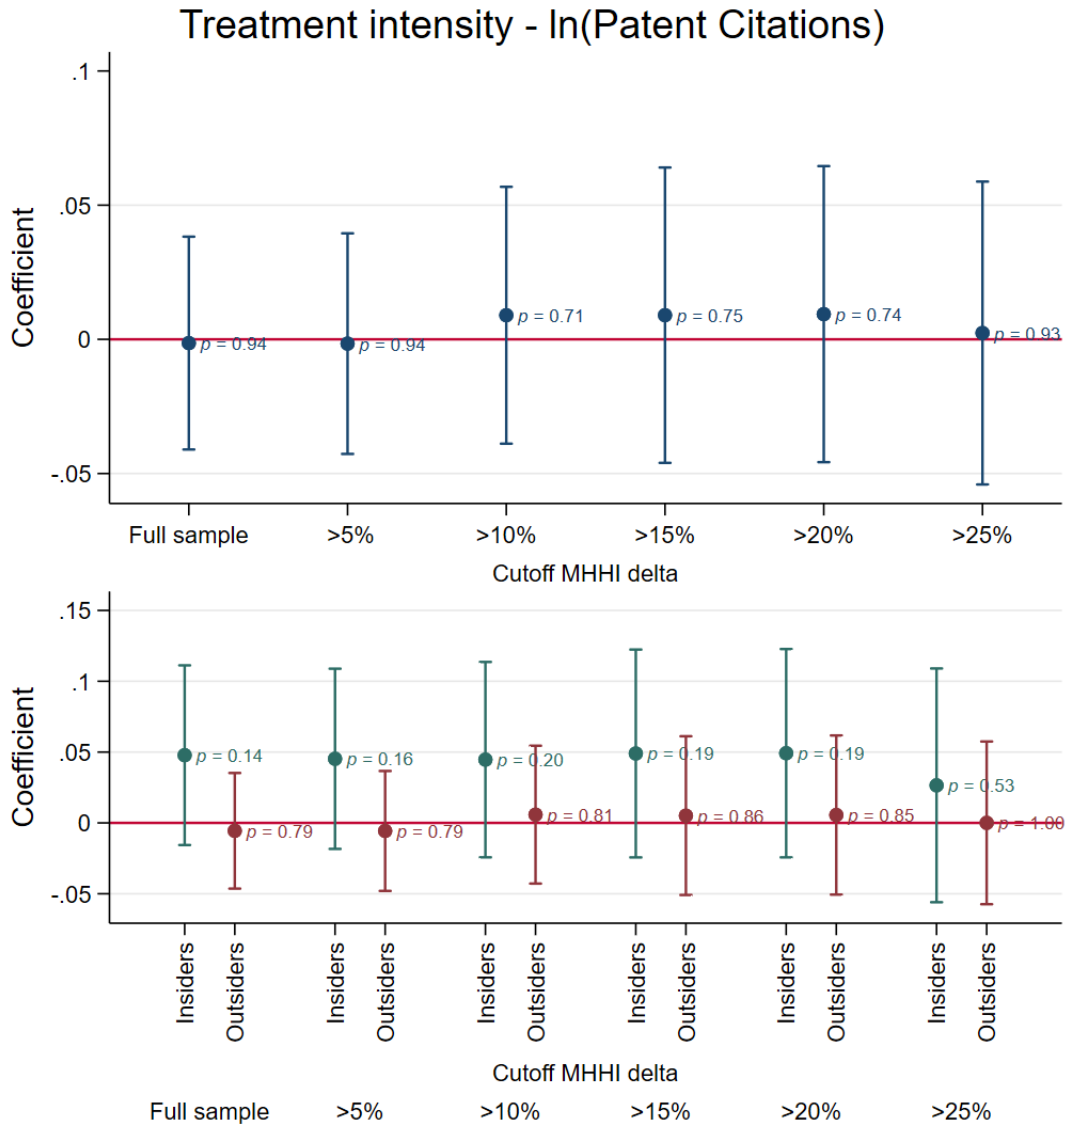 Treatment intensity - ln(Patent Citations)
Coefficient
.1
.05
0
-.05
p = 0.94
p = 0.94
p = 0.71
p = 0.75
p = 0.74
p = 0.93
Full sample >5% >10% >15% >20% >25%
Cutoff MHHI delta
Coefficient
.15
.1
.05
0
-.05
p = 0.14
p = 0.79
p = 0.16
p = 0.79
p = 0.20
p = 0.81
p = 0.19
p = 0.86
p = 0.19
p = 0.85
p = 0.53
p = 1.00
Insiders
Outsiders
Insiders
Outsiders
Insiders
Outsiders
Insiders
Outsiders
Insiders
Outsiders
Insiders
Outsiders
Cutoff MHHI delta
Full sample >5% >10% >15% >20% >25%